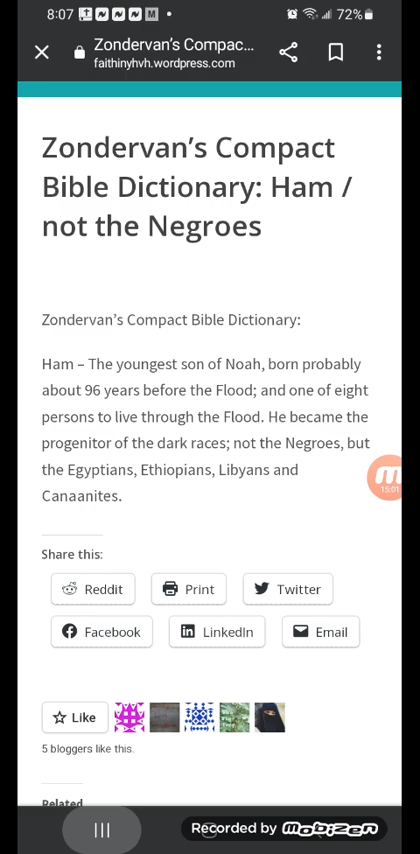 8:07 72%
Zondervan's Compac...
faithinyhvh.wordpress.com
Zondervan's Compact
Bible Dictionary: Ham /
not the Negroes
Zondervan's Compact Bible Dictionary:
Ham – The youngest son of Noah, born probably
about 96 years before the Flood; and one of eight
persons to live through the Flood. He became the
progenitor of the dark races; not the Negroes, but
the Egyptians, Ethiopians, Libyans and
Canaanites.
15:01
Share this:
Reddit Print Twitter
Facebook LinkedIn Email
Like
5 bloggers like this.
Related
Recorded by mobizen